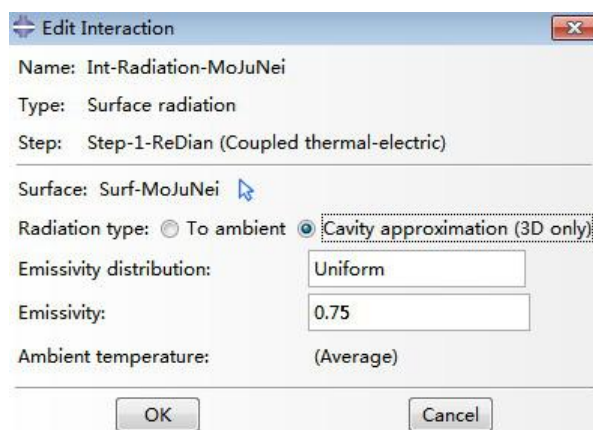 Edit Interaction
Name: Int-Radiation-MoJuNei
Type: Surface radiation
Step: Step-1-ReDian (Coupled thermal-electric)
Surface: Surf-MoJuNei
Radiation type: To ambient Cavity approximation (3D only)
Emissivity distribution: Uniform
Emissivity: 0.75
Ambient temperature: (Average)
OK Cancel